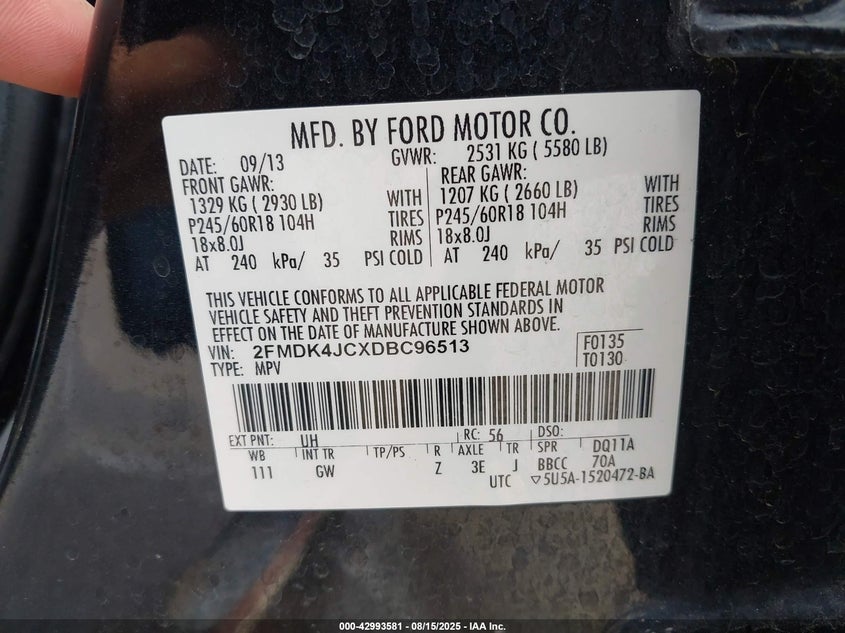 MFD. BY FORD MOTOR CO.
DATE: 09/13 GVWR: 2531 KG ( 5580 LB)
FRONT GAWR: REAR GAWR:
1329 KG ( 2930 LB) WITH 1207 KG ( 2660 LB) WITH
P245/60R18 104H TIRES P245/60R18 104H TIRES
18x8.0J RIMS 18x8.0J RIMS
AT 240 kPa/ 35 PSI COLD AT 240 kPa/ 35 PSI COLD
THIS VEHICLE CONFORMS TO ALL APPLICABLE FEDERAL MOTOR
VEHICLE SAFETY AND THEFT PREVENTION STANDARDS IN
EFFECT ON THE DATE OF MANUFACTURE SHOWN ABOVE.
VIN: 2FMDK4JCXDBC96513 F0135
TYPE: MPV T0130
EXT PNT: UH RC: 56 DSO:
WB INT TR TP/PS R AXLE TR SPR DQ11A
111 GW Z 3E J BBCC 70A
UTC ▽5U5A-1520472-BA
000-42993581 - 08/15/2025 - IAA Inc.